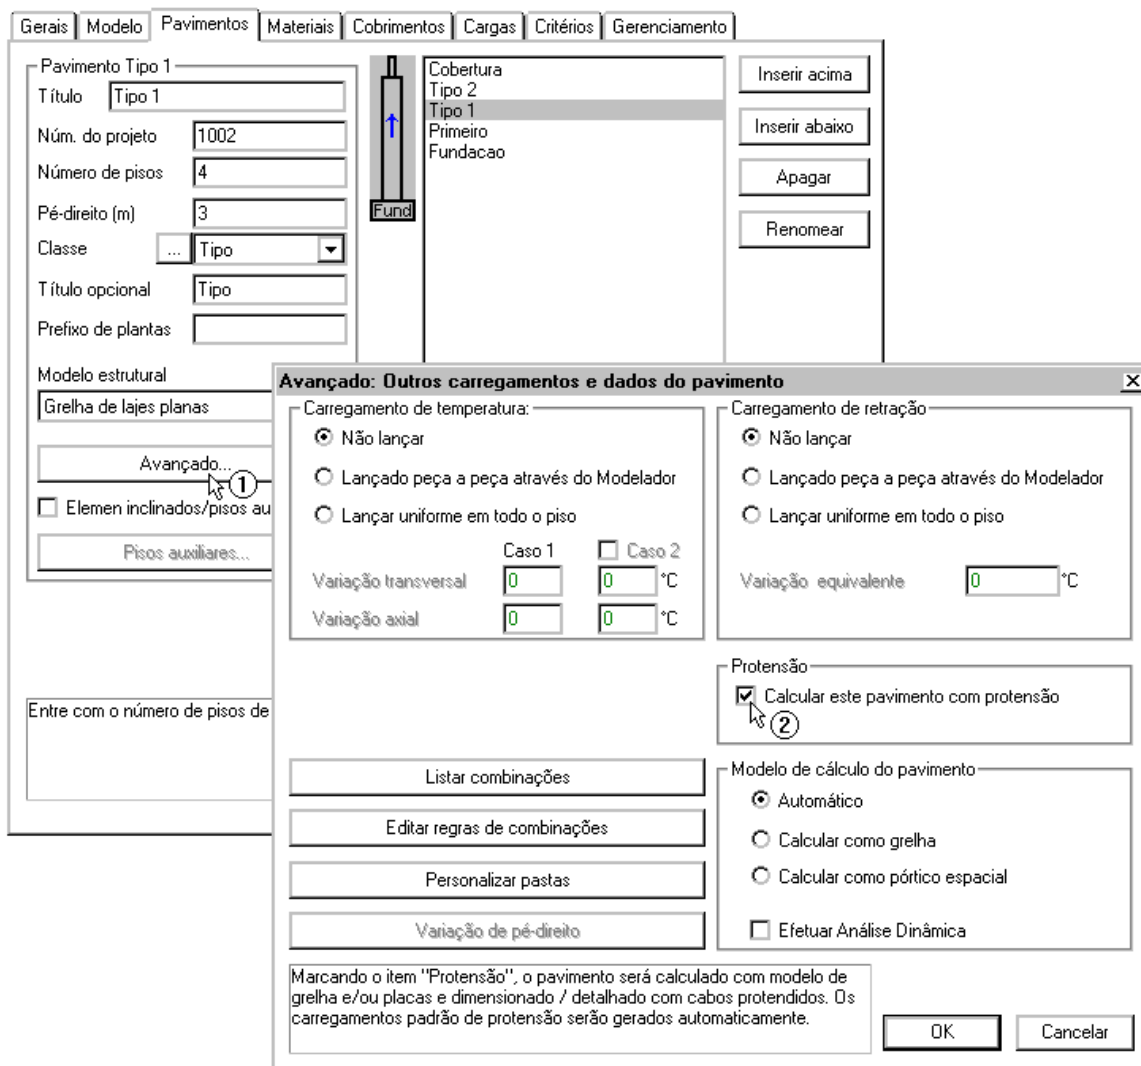 Gerais Modelo Pavimentos Materiais Cobrimentos Cargas Critérios Gerenciamento
Pavimento Tipo 1
Título Tipo 1
Núm. do projeto 1002
Número de pisos 4
Pé-direito (m) 3
Classe ... Tipo
Título opcional Tipo
Prefixo de plantas
Modelo estrutural
Grelha de lajes planas
Avançado...
1
Elemen inclinados/pisos au
Pisos auxiliares...
Entre com o número de pisos de
Fund
Cobertura
Tipo 2
Tipo 1
Primeiro
Fundacao
Inserir acima
Inserir abaixo
Apagar
Renomear
Avançado: Outros carregamentos e dados do pavimento
Carregamento de temperatura:
Não lançar
Lançado peça a peça através do Modelador
Lançar uniforme em todo o piso
Caso 1 Caso 2
Variação transversal 0 0 °C
Variação axial 0 0 °C
Carregamento de retração
Não lançar
Lançado peça a peça através do Modelador
Lançar uniforme em todo o piso
Variação equivalente 0 °C
Protensão
Calcular este pavimento com protensão
2
Listar combinações
Editar regras de combinações
Personalizar pastas
Variação de pé-direito
Modelo de cálculo do pavimento
Automático
Calcular como grelha
Calcular como pórtico espacial
Efetuar Análise Dinâmica
Marcando o item "Protensão", o pavimento será calculado com modelo de
grelha e/ou placas e dimensionado / detalhado com cabos protendidos. Os
carregamentos padrão de protensão serão gerados automaticamente.
OK Cancelar